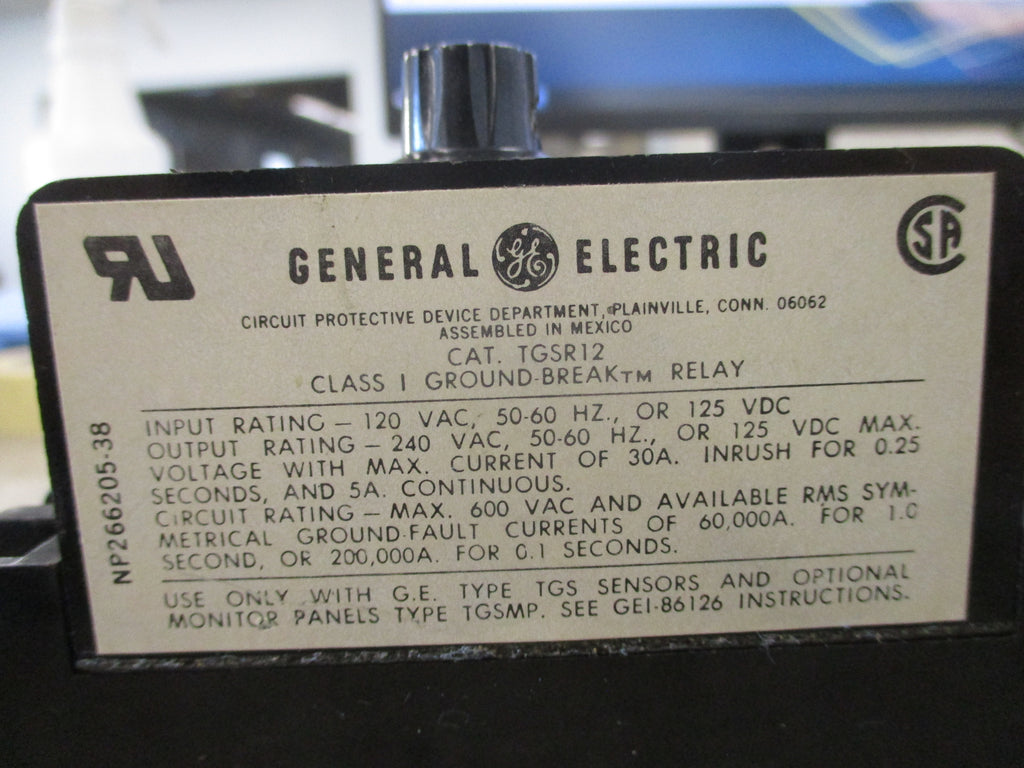 GENERAL GE ELECTRIC
CIRCUIT PROTECTIVE DEVICE DEPARTMENT, PLAINVILLE, CONN. 06062
ASSEMBLED IN MEXICO
CAT. TGSR12
CLASS I GROUND-BREAK™ RELAY
INPUT RATING – 120 VAC, 50-60 HZ., OR 125 VDC
OUTPUT RATING – 240 VAC, 50-60 HZ., OR 125 VDC MAX.
VOLTAGE WITH MAX. CURRENT OF 30A. INRUSH FOR 0.25
SECONDS, AND 5A. CONTINUOUS.
CIRCUIT RATING – MAX. 600 VAC AND AVAILABLE RMS SYM-
METRICAL GROUND-FAULT CURRENTS OF 60,000A. FOR 1.0
SECOND, OR 200,000A. FOR 0.1 SECONDS.
USE ONLY WITH G.E. TYPE TGS SENSORS AND OPTIONAL
MONITOR PANELS TYPE TGSMP. SEE GEI-86126 INSTRUCTIONS.
NP266205-38
RU
CSA